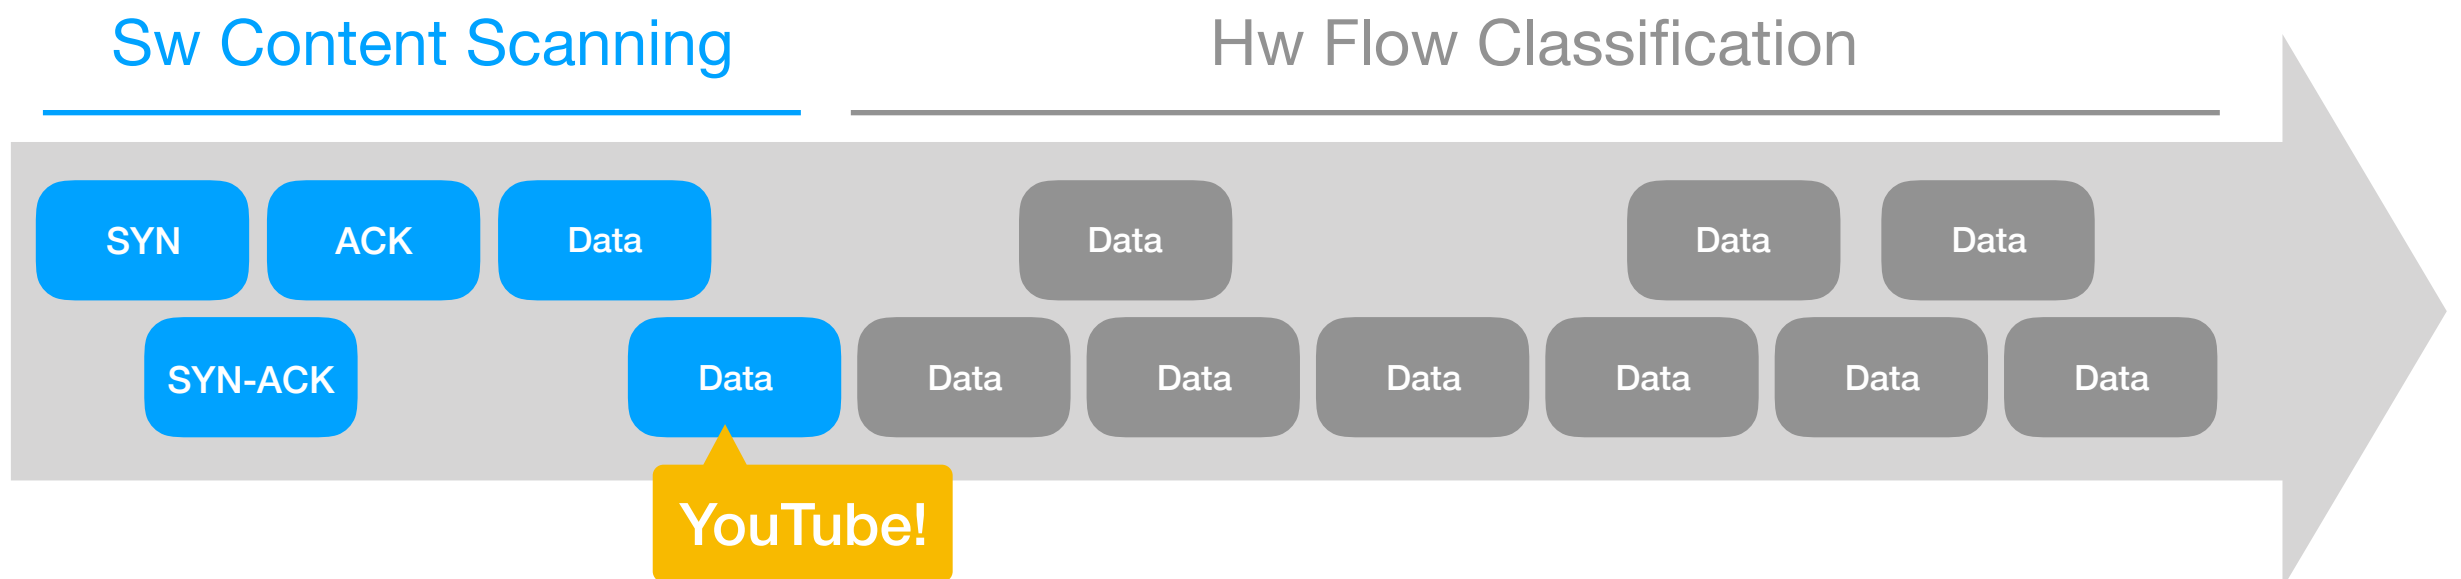 Sw Content Scanning
Hw Flow Classification
SYN
ACK
Data
Data
Data
Data
SYN-ACK
Data
Data
Data
Data
Data
Data
Data
YouTube!